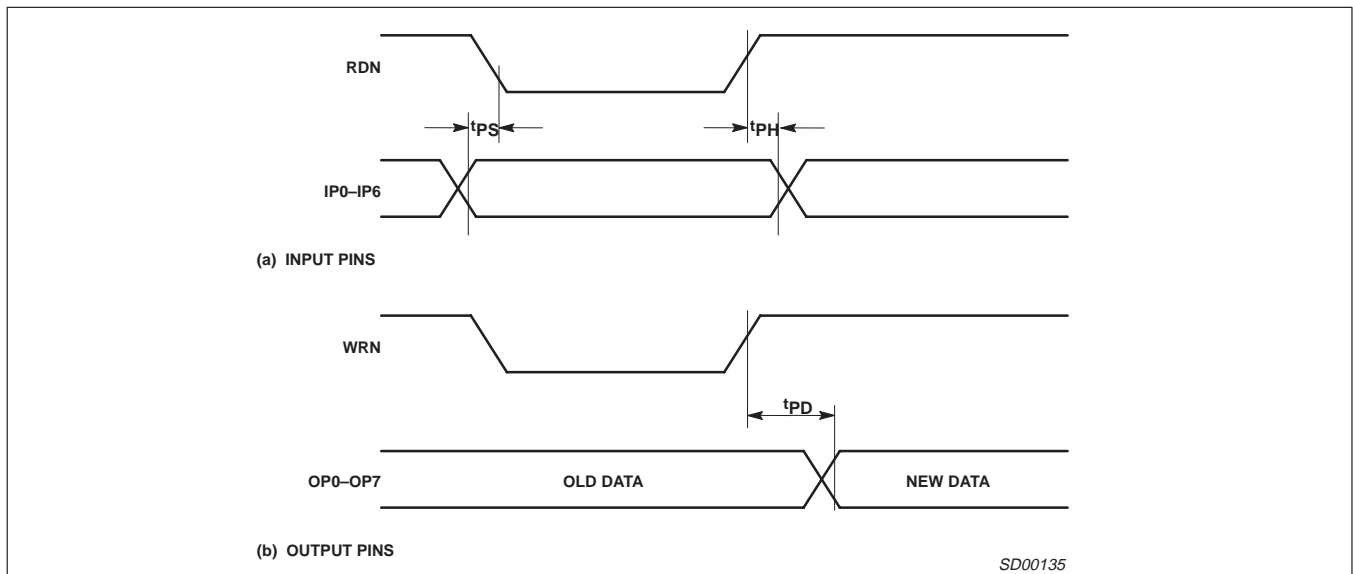 RDN
tPS
tPH
IP0–IP6
(a) INPUT PINS
WRN
tPD
OP0–OP7
OLD DATA
NEW DATA
(b) OUTPUT PINS
SD00135